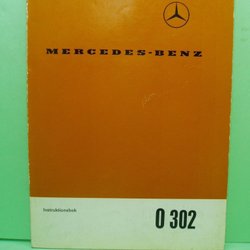 MERCEDES-BENZ
Instruktionsbok
O 302